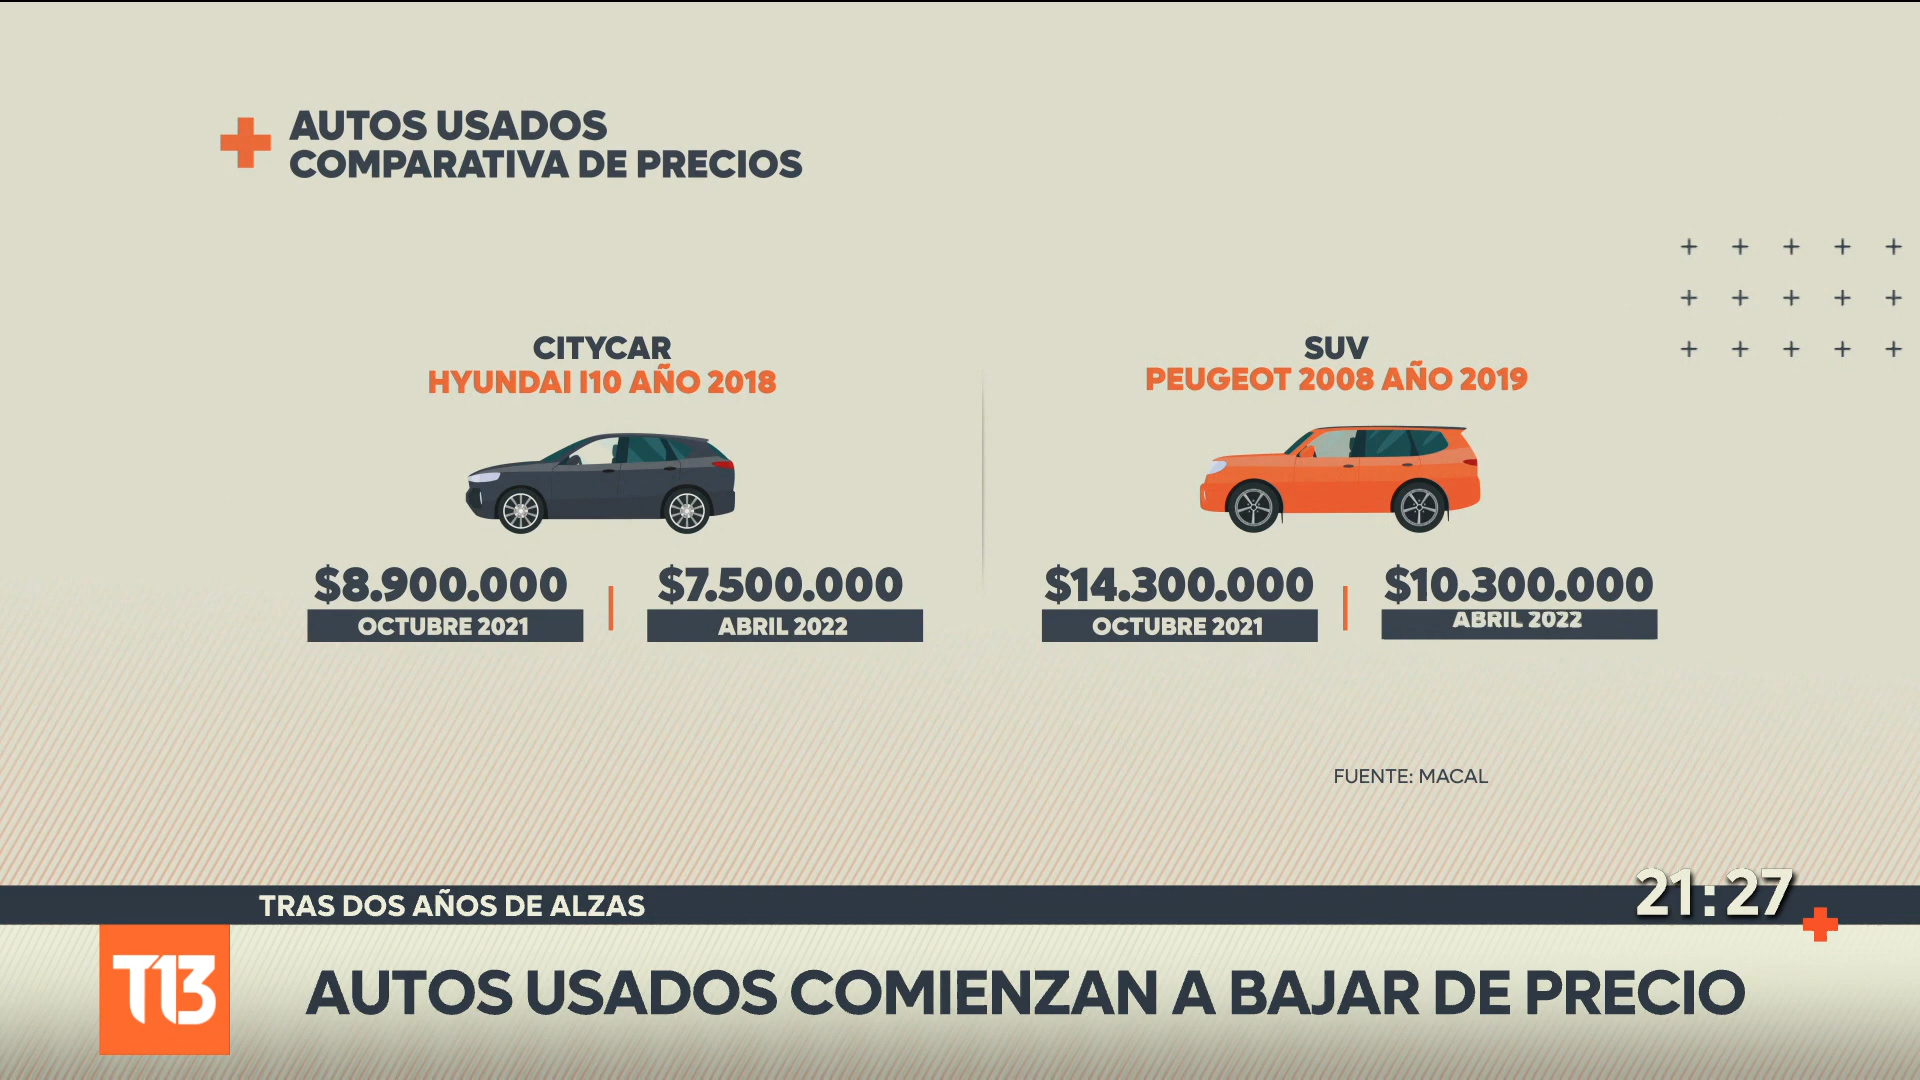 AUTOS USADOS
COMPARATIVA DE PRECIOS
CITYCAR
HYUNDAI I10 AÑO 2018
$8.900.000
OCTUBRE 2021
$7.500.000
ABRIL 2022
SUV
PEUGEOT 2008 AÑO 2019
$14.300.000
OCTUBRE 2021
$10.300.000
ABRIL 2022
FUENTE: MACAL
TRAS DOS AÑOS DE ALZAS
21:27
T13
AUTOS USADOS COMIENZAN A BAJAR DE PRECIO